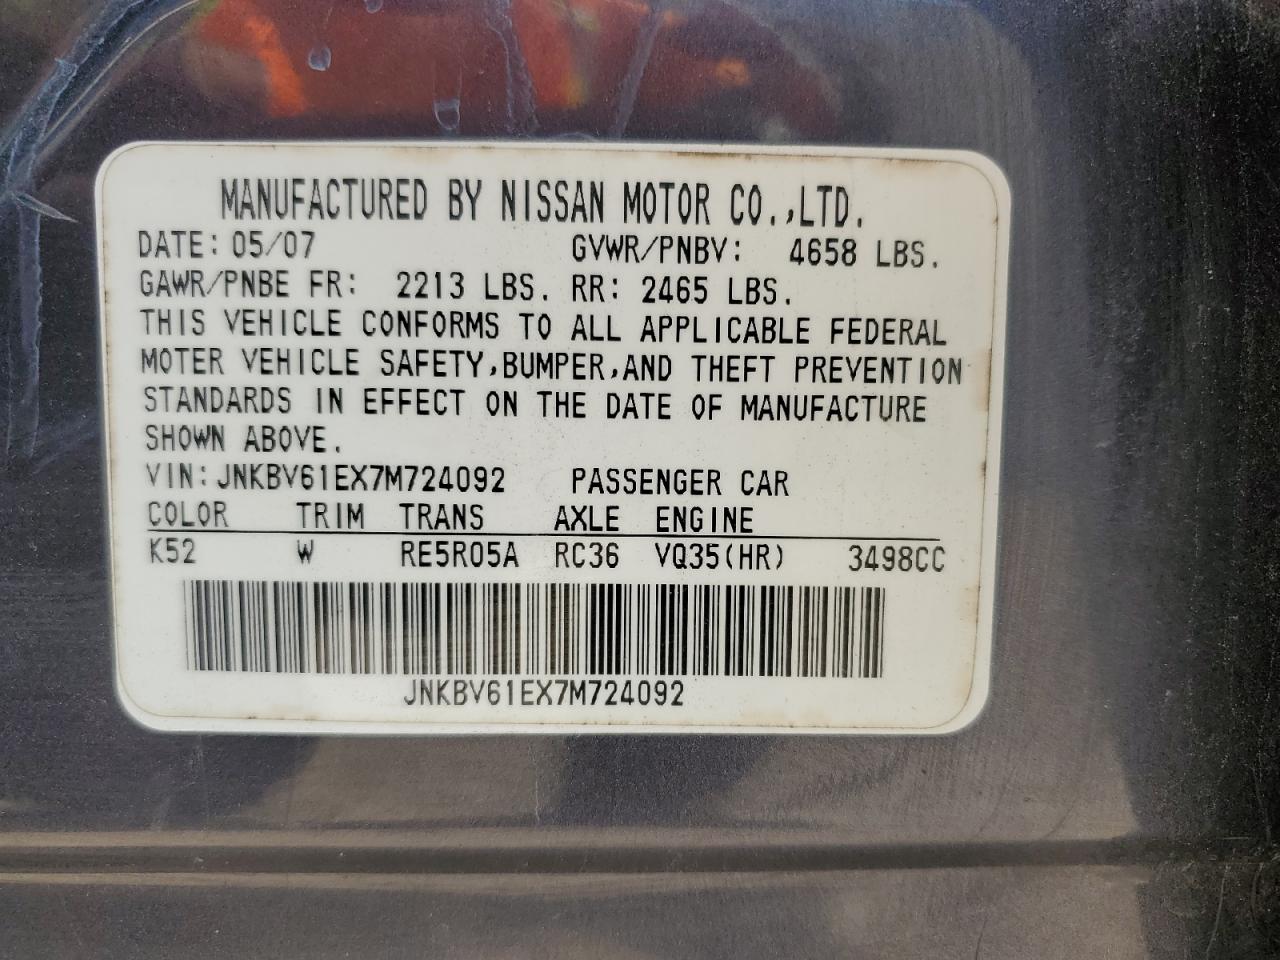 MANUFACTURED BY NISSAN MOTOR CO.,LTD.
DATE: 05/07 GVWR/PNBV: 4658 LBS.
GAWR/PNBE FR: 2213 LBS. RR: 2465 LBS.
THIS VEHICLE CONFORMS TO ALL APPLICABLE FEDERAL
MOTER VEHICLE SAFETY,BUMPER,AND THEFT PREVENTION
STANDARDS IN EFFECT ON THE DATE OF MANUFACTURE
SHOWN ABOVE.
VIN: JNKBV61EX7M724092 PASSENGER CAR
COLOR TRIM TRANS AXLE ENGINE
K52 W RE5R05A RC36 VQ35(HR) 3498CC
JNKBV61EX7M724092